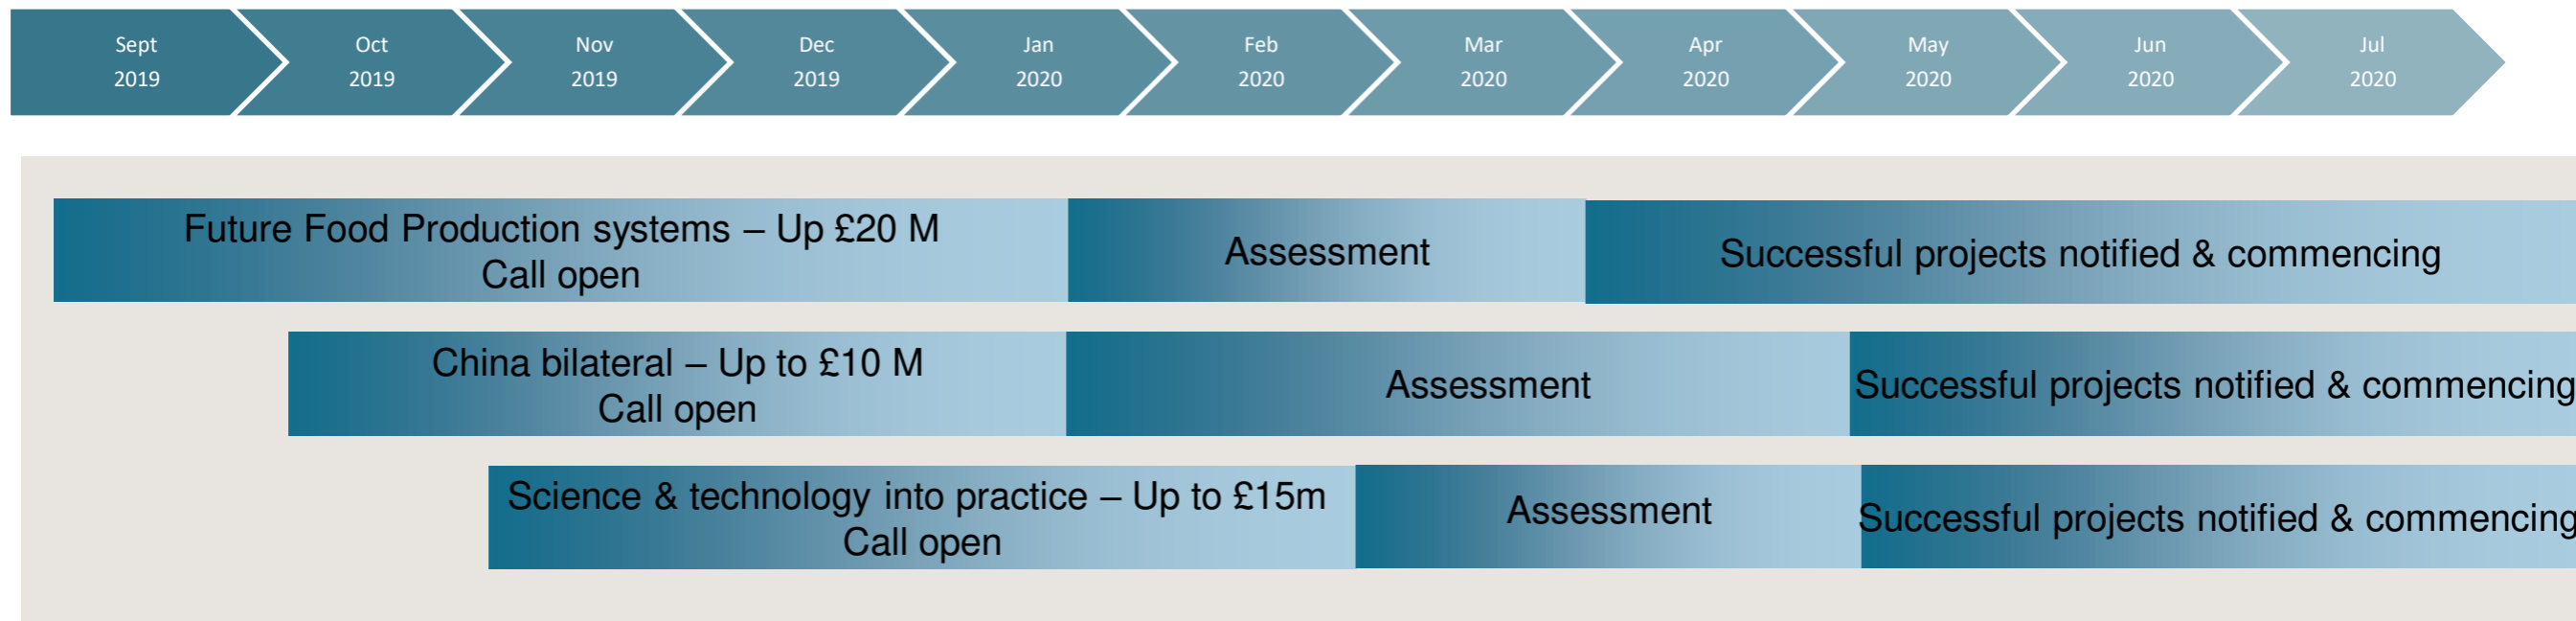 Sept
2019
Oct
2019
Nov
2019
Dec
2019
Jan
2020
Feb
2020
Mar
2020
Apr
2020
May
2020
Jun
2020
Jul
2020
Future Food Production systems – Up £20 M
Call open
Assessment
Successful projects notified & commencing
China bilateral – Up to £10 M
Call open
Assessment
Successful projects notified & commencing
Science & technology into practice – Up to £15m
Call open
Assessment
Successful projects notified & commencing